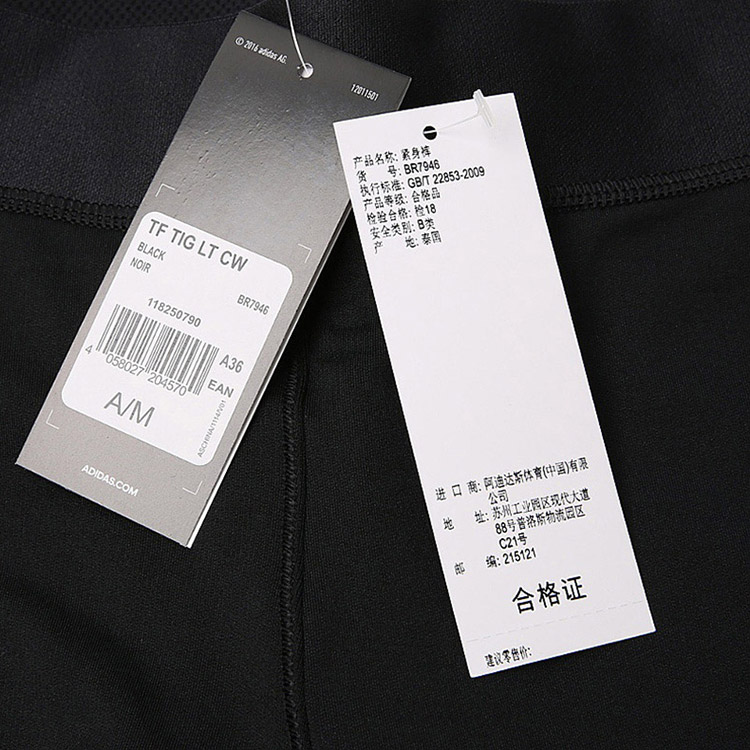 © 2016 adidas AG.
12011501
TF TIG LT CW
BLACK
NOIR
BR7946
118250790
A36
4 058027 204570
EAN
A/M
ASCHINA/1114/V01
ADIDAS.COM
产品名称: 紧身裤
货 号: BR7946
执行标准: GB/T 22853-2009
产品等级: 合格品
检验合格: 检18
安全类别: B类
产 地: 泰国
进 口 商: 阿迪达斯体育(中国)有限
公司
地 址: 苏州工业园区现代大道
88号普洛斯物流园区
C21号
邮 编: 215121
合格证
建议零售价: